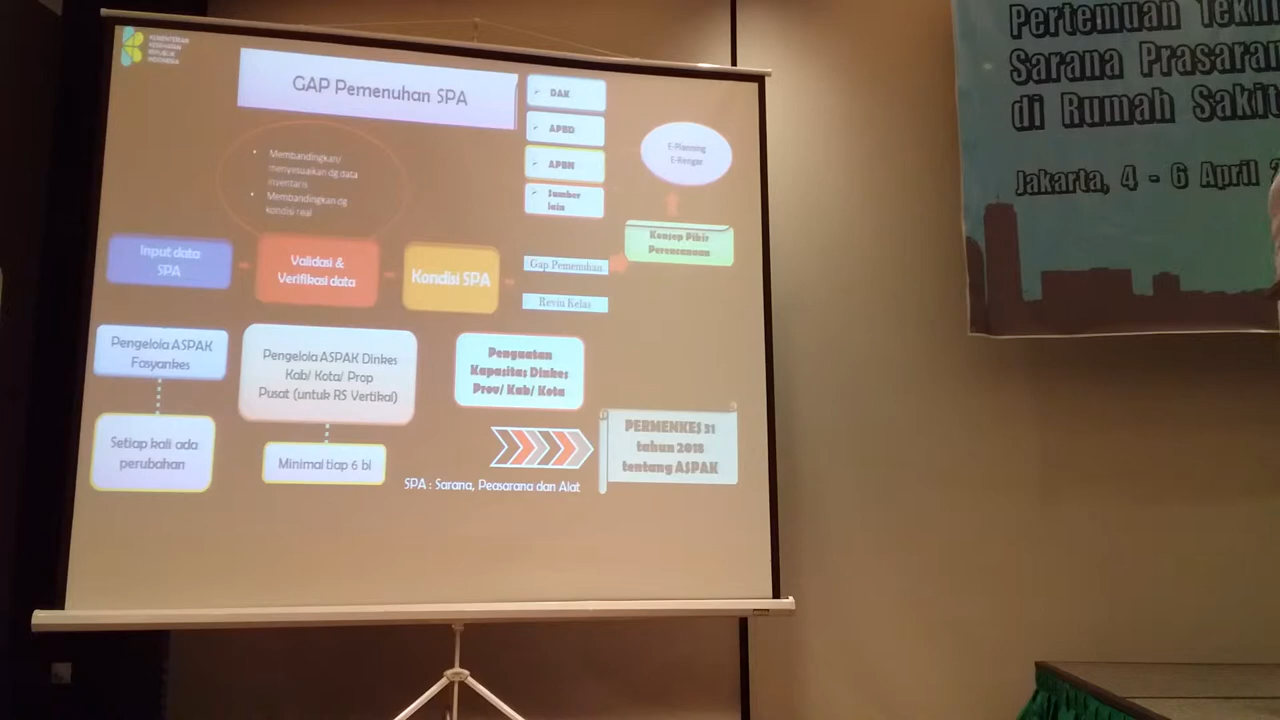 KEMENTERIAN
KESEHATAN
REPUBLIK
INDONESIA
GAP Pemenuhan SPA
DAK
APBD
APBN
Sumber
lain
E-Planning
E-Renggar
Membandingkan/
menyesuaikan dg data
inventaris
Membandingkan dg
kondisi real
Konsep Pikir
Perencanaan
Input data
SPA
Validasi &
Verifikasi data
Kondisi SPA
Gap Pemenuhan
Reviu Kelas
Pengelola ASPAK
Fasyankes
Pengelola ASPAK Dinkes
Kab/ Kota/ Prop
Pusat (untuk RS Vertikal)
Penguatan
Kapasitas Dinkes
Prov/ Kab/ Kota
Setiap kali ada
perubahan
Minimal tiap 6 bl
PERMENKES 31
tahun 2018
tentang ASPAK
SPA : Sarana, Peasarana dan Alat
Pertemuan
Sarana
di Rumah Sakit
Jakarta, 4 - 6 April